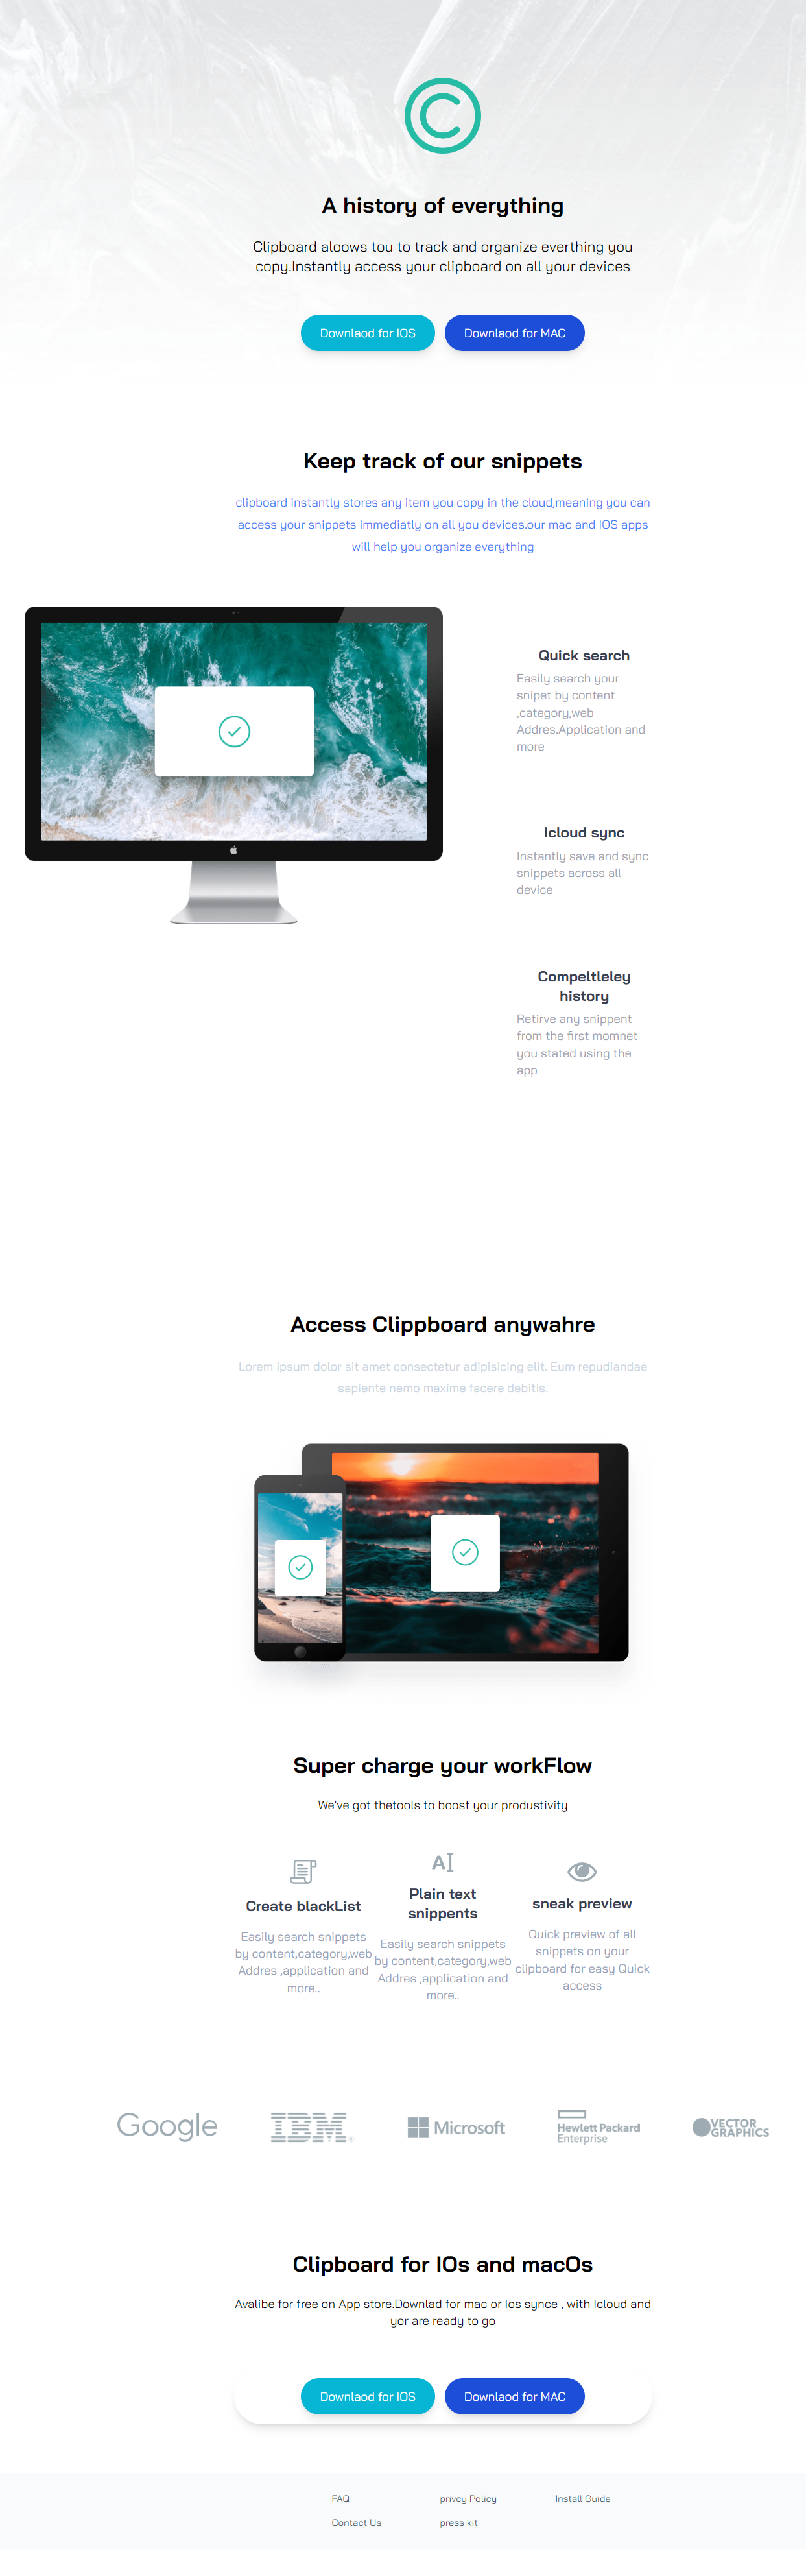 A history of everything
Clipboard aloows tou to track and organize everthing you
copy.Instantly access your clipboard on all your devices
Downlaod for IOS
Downlaod for MAC
Keep track of our snippets
clipboard instantly stores any item you copy in the cloud,meaning you can
access your snippets immediatly on all you devices.our mac and IOS apps
will help you organize everything
Quick search
Easily search your
snipet by content
,category,web
Addres.Application and
more
Icloud sync
Instantly save and sync
snippets across all
device
Compeltleley
history
Retirve any snippent
from the first momnet
you stated using the
app
Access Clippboard anywahre
Lorem ipsum dolor sit amet consectetur adipisicing elit. Eum repudiandae
sapiente nemo maxime facere debitis.
Super charge your workFlow
We've got thetools to boost your produstivity
Create blackList
Easily search snippets
by content,category,web
Addres ,application and
more..
A
Plain text
snippents
Easily search snippets
by content,category,web
Addres ,application and
more..
sneak preview
Quick preview of all
snippets on your
clipboard for easy Quick
access
Google
IBM
Microsoft
Hewlett Packard
Enterprise
VECTOR
GRAPHICS
Clipboard for IOs and macOs
Avalibe for free on App store.Downlad for mac or Ios synce , with Icloud and
yor are ready to go
Downlaod for IOS
Downlaod for MAC
FAQ
privcy Policy
Install Guide
Contact Us
press kit